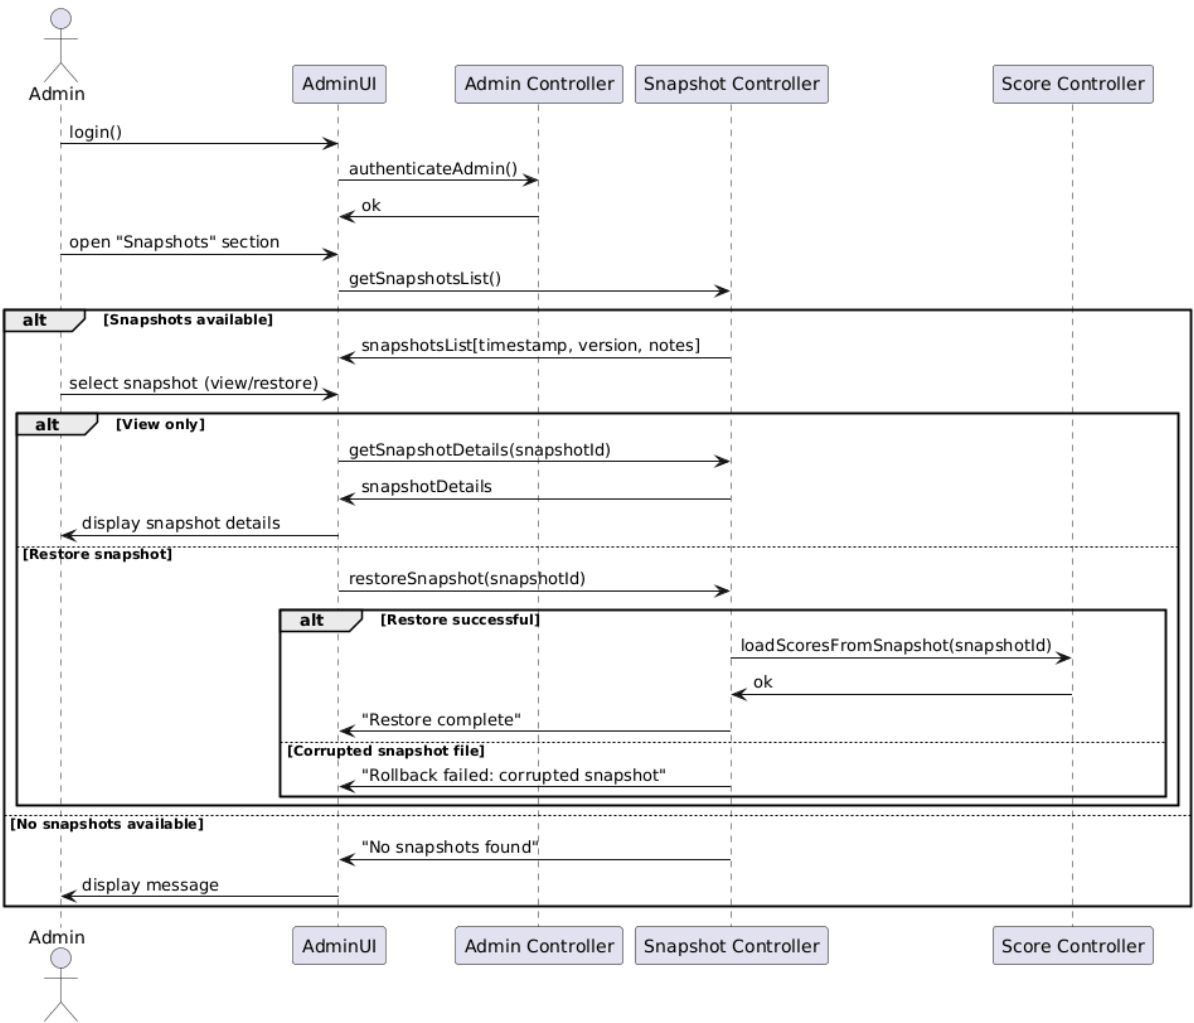 Admin
AdminUI
Admin Controller
Snapshot Controller
Score Controller
login()
authenticateAdmin()
ok
open "Snapshots" section
getSnapshotsList()
alt
[Snapshots available]
snapshotsList[timestamp, version, notes]
select snapshot (view/restore)
alt
[View only]
getSnapshotDetails(snapshotId)
snapshotDetails
display snapshot details
[Restore snapshot]
restoreSnapshot(snapshotId)
alt
[Restore successful]
loadScoresFromSnapshot(snapshotId)
ok
"Restore complete"
[Corrupted snapshot file]
"Rollback failed: corrupted snapshot"
[No snapshots available]
"No snapshots found"
display message
Admin
AdminUI
Admin Controller
Snapshot Controller
Score Controller